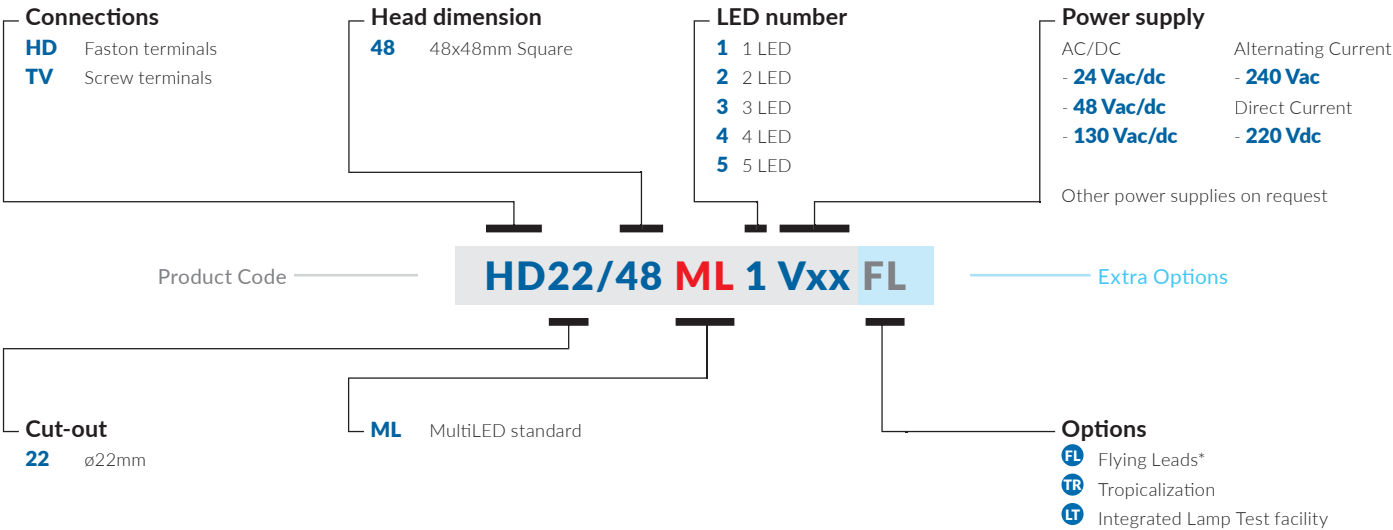 Connections
HD Faston terminals
TV Screw terminals
Head dimension
48 48x48mm Square
LED number
1 1 LED
2 2 LED
3 3 LED
4 4 LED
5 5 LED
Power supply
AC/DC
- 24 Vac/dc
- 48 Vac/dc
- 130 Vac/dc
Alternating Current
- 240 Vac
Direct Current
- 220 Vdc
Other power supplies on request
Product Code
HD22/48 ML 1 Vxx FL
Extra Options
Cut-out
22 ø22mm
ML MultiLED standard
Options
FL Flying Leads*
TR Tropicalization
LT Integrated Lamp Test facility